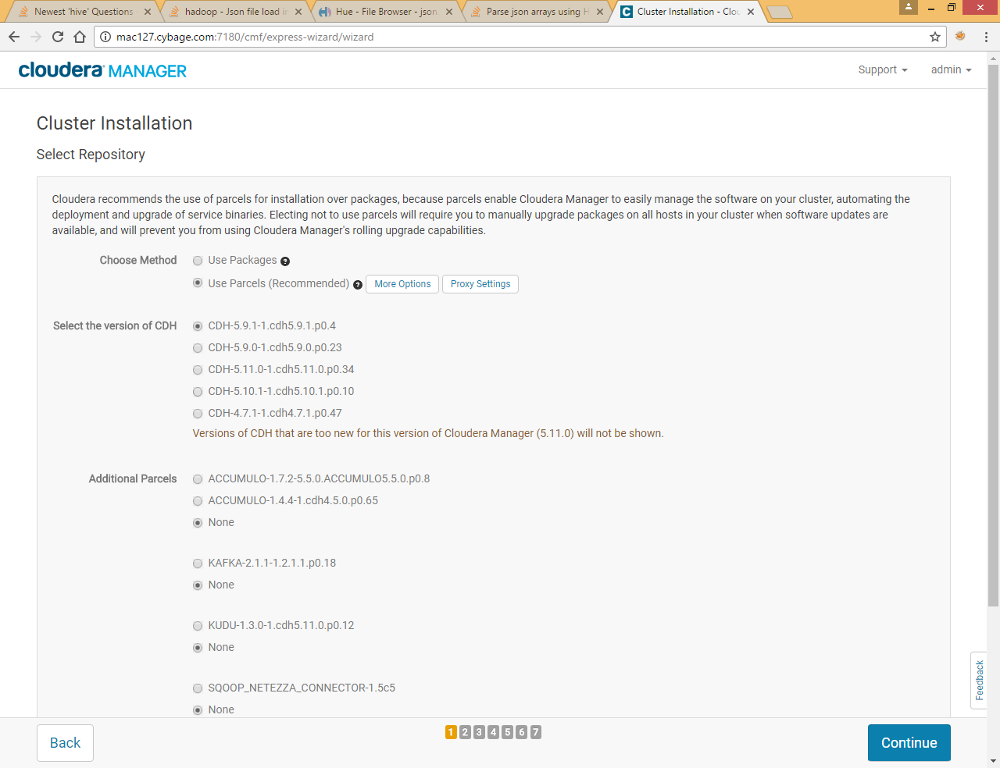 Newest 'hive' Questions
hadoop - Json file load in
Hue - File Browser - json
Parse json arrays using H
Cluster Installation - Clou
mac127.cybage.com:7180/cmf/express-wizard/wizard
cloudera MANAGER
Support
admin
Cluster Installation
Select Repository
Cloudera recommends the use of parcels for installation over packages, because parcels enable Cloudera Manager to easily manage the software on your cluster, automating the
deployment and upgrade of service binaries. Electing not to use parcels will require you to manually upgrade packages on all hosts in your cluster when software updates are
available, and will prevent you from using Cloudera Manager's rolling upgrade capabilities.
Choose Method
Use Packages ?
Use Parcels (Recommended) ? More Options Proxy Settings
Select the version of CDH
CDH-5.9.1-1.cdh5.9.1.p0.4
CDH-5.9.0-1.cdh5.9.0.p0.23
CDH-5.11.0-1.cdh5.11.0.p0.34
CDH-5.10.1-1.cdh5.10.1.p0.10
CDH-4.7.1-1.cdh4.7.1.p0.47
Versions of CDH that are too new for this version of Cloudera Manager (5.11.0) will not be shown.
Additional Parcels
ACCUMULO-1.7.2-5.5.0.ACCUMULO5.5.0.p0.8
ACCUMULO-1.4.4-1.cdh4.5.0.p0.65
None
KAFKA-2.1.1-1.2.1.1.p0.18
None
KUDU-1.3.0-1.cdh5.11.0.p0.12
None
SQOOP_NETEZZA_CONNECTOR-1.5c5
None
Feedback
Back
1 2 3 4 5 6 7
Continue